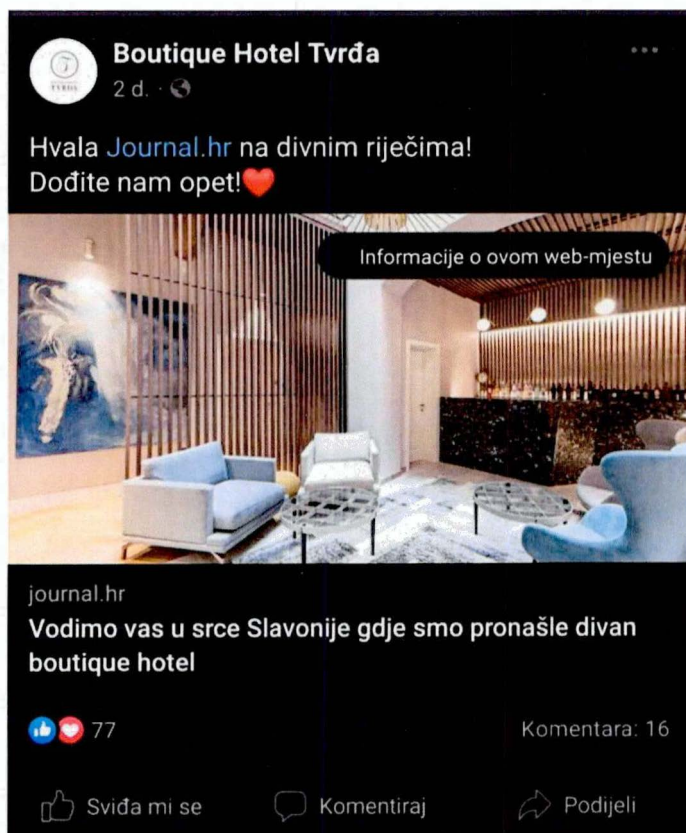 Boutique Hotel Tvrđa
2 d.
TVRĐA
Hvala Journal.hr na divnim riječima!
Dođite nam opet!
Informacije o ovom web-mjestu
journal.hr
Vodimo vas u srce Slavonije gdje smo pronašle divan
boutique hotel
77
Komentara: 16
Sviđa mi se
Komentiraj
Podijeli